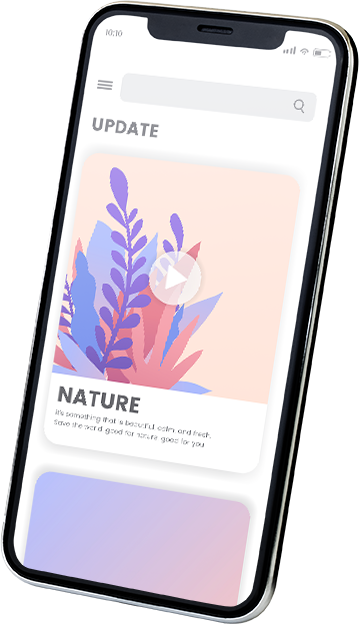 10:10
UPDATE
NATURE
It's something that is beautiful, calm, and fresh.
Save the world, good for nature, good for you